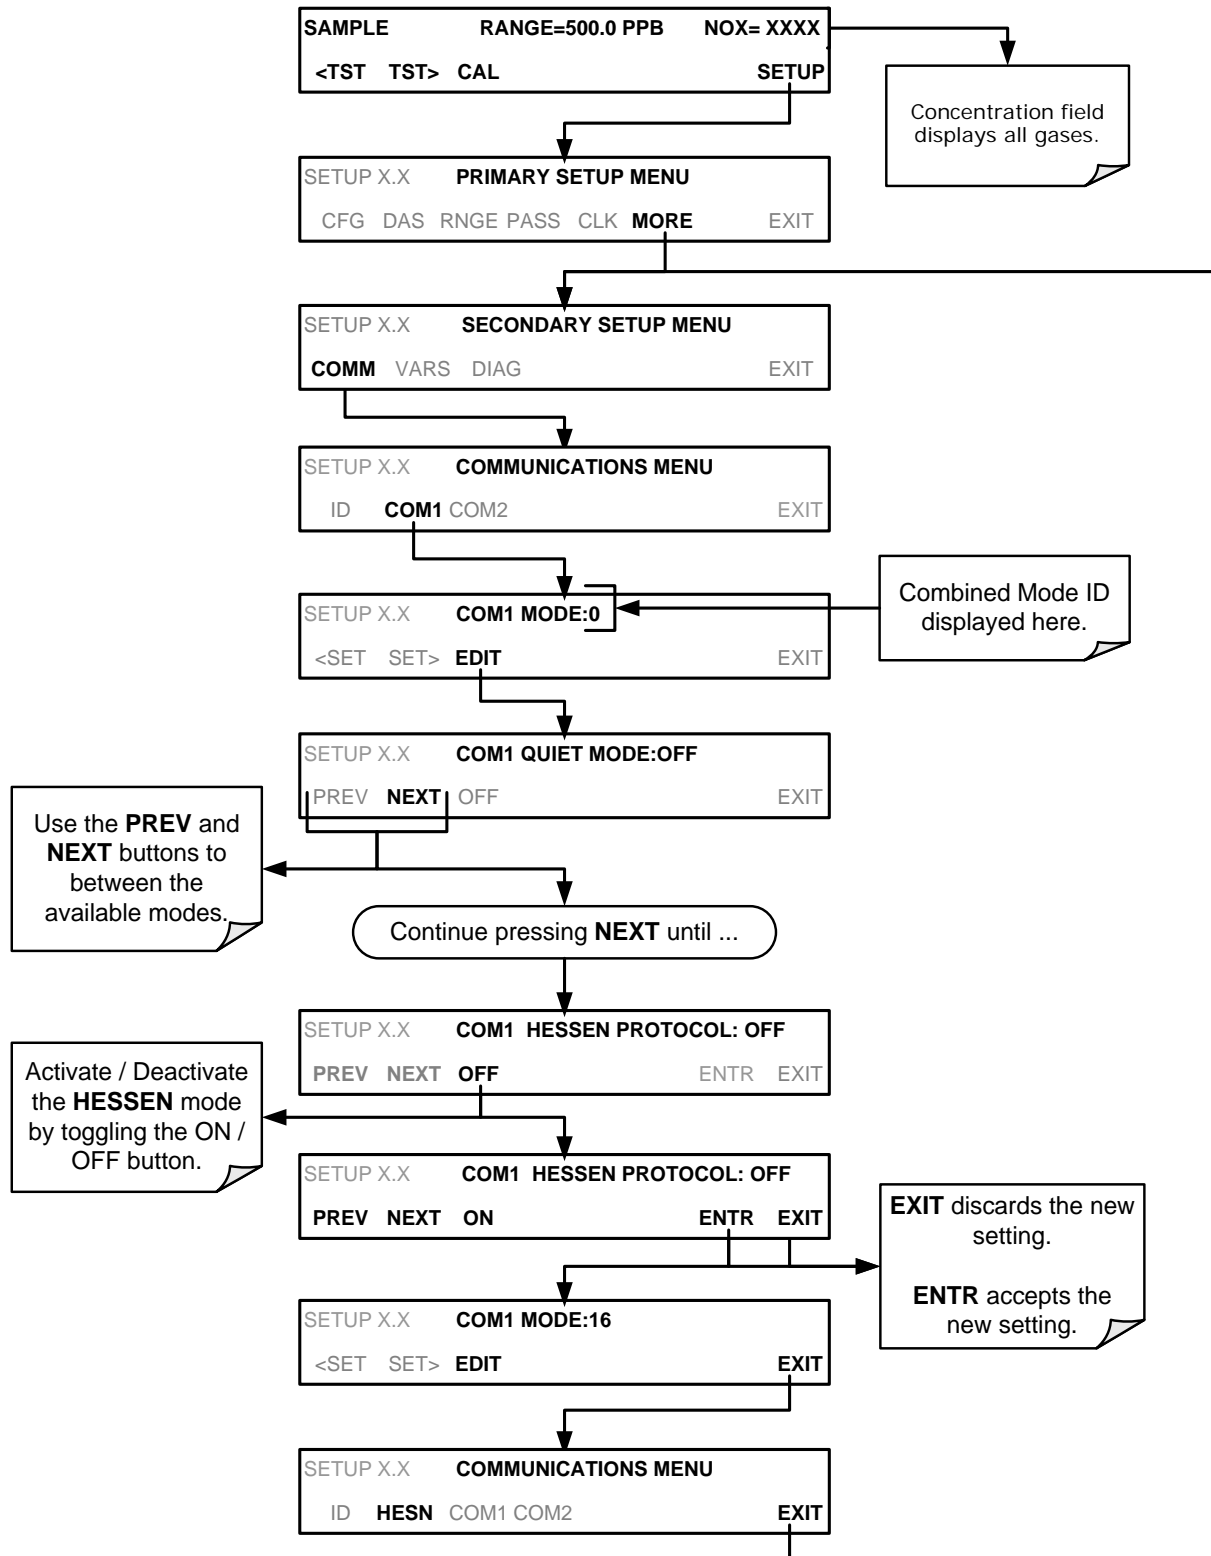 SAMPLE RANGE=500.0 PPB NOX= XXXX
<TST TST> CAL SETUP
Concentration field
displays all gases.
SETUP X.X PRIMARY SETUP MENU
CFG DAS RNGE PASS CLK MORE EXIT
SETUP X.X SECONDARY SETUP MENU
COMM VARS DIAG EXIT
SETUP X.X COMMUNICATIONS MENU
ID COM1 COM2 EXIT
SETUP X.X COM1 MODE:0
<SET SET> EDIT EXIT
Combined Mode ID
displayed here.
SETUP X.X COM1 QUIET MODE:OFF
PREV NEXT OFF EXIT
Use the PREV and
NEXT buttons to
between the
available modes.
Continue pressing NEXT until ...
SETUP X.X COM1 HESSEN PROTOCOL: OFF
PREV NEXT OFF ENTR EXIT
Activate / Deactivate
the HESSEN mode
by toggling the ON /
OFF button.
SETUP X.X COM1 HESSEN PROTOCOL: OFF
PREV NEXT ON ENTR EXIT
EXIT discards the new
setting.
ENTR accepts the
new setting.
SETUP X.X COM1 MODE:16
<SET SET> EDIT EXIT
SETUP X.X COMMUNICATIONS MENU
ID HESN COM1 COM2 EXIT